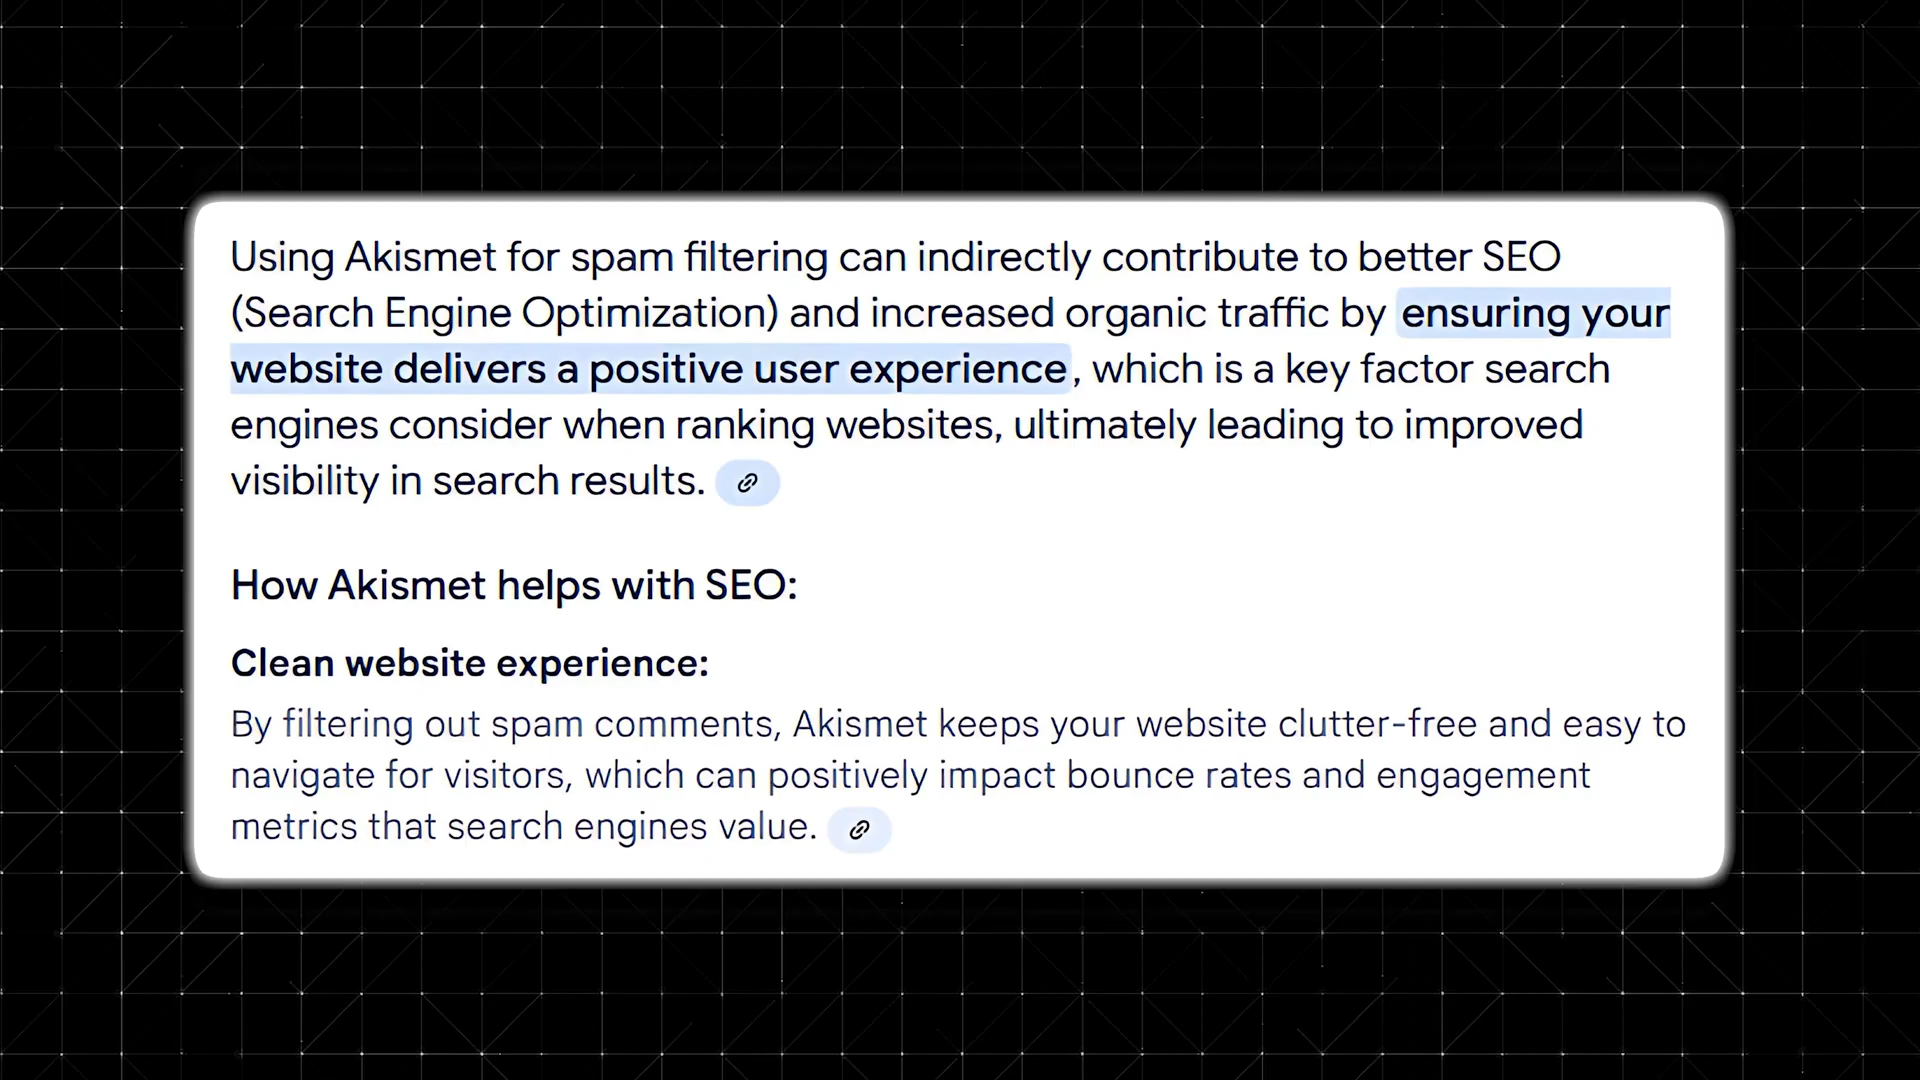 Using Akismet for spam filtering can indirectly contribute to better SEO
(Search Engine Optimization) and increased organic traffic by ensuring your
website delivers a positive user experience, which is a key factor search
engines consider when ranking websites, ultimately leading to improved
visibility in search results.
How Akismet helps with SEO:
Clean website experience:
By filtering out spam comments, Akismet keeps your website clutter-free and easy to
navigate for visitors, which can positively impact bounce rates and engagement
metrics that search engines value.